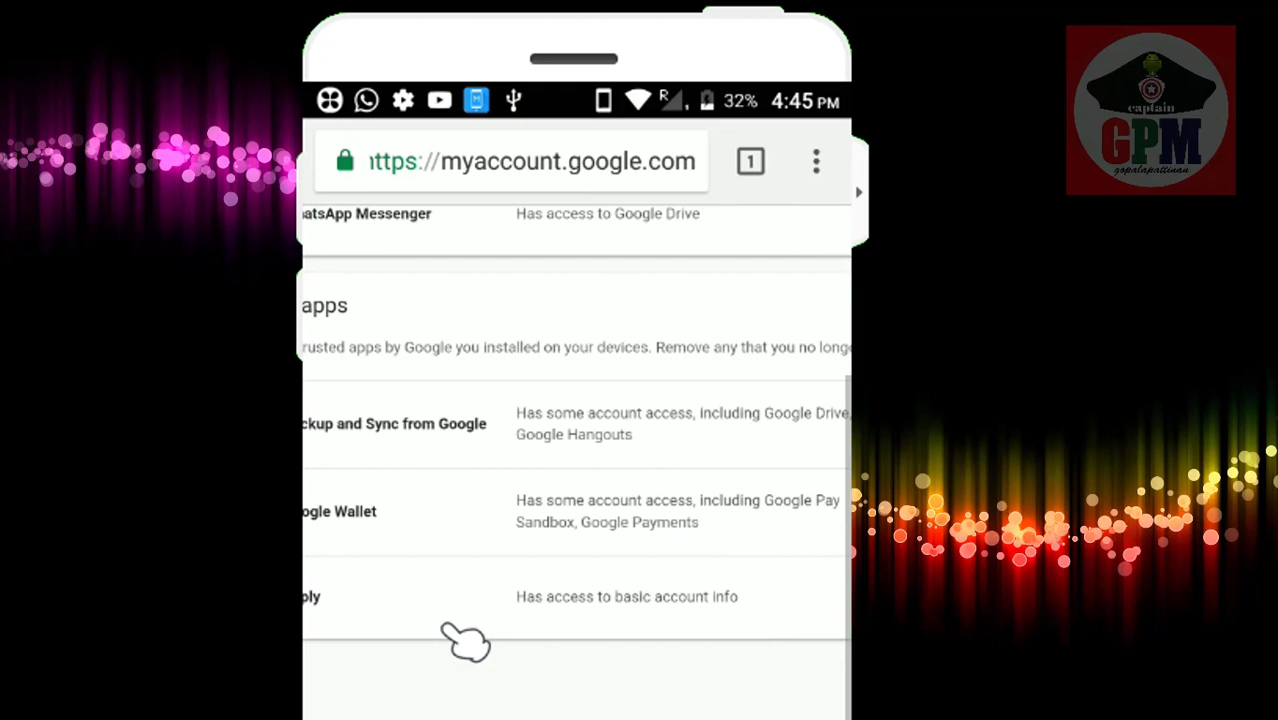 R 32% 4:45 PM
https://myaccount.google.com 1
captain
GPM
gopalapattinan
atsApp Messenger Has access to Google Drive
apps
rusted apps by Google you installed on your devices. Remove any that you no longe
ckup and Sync from Google Has some account access, including Google Drive,
Google Hangouts
ogle Wallet Has some account access, including Google Pay
Sandbox, Google Payments
ply Has access to basic account info